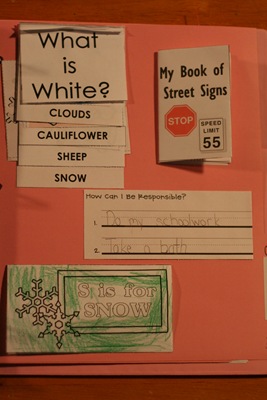 What
is
White?
CLOUDS
CAULIFLOWER
SHEEP
SNOW
My Book of
Street Signs
STOP
SPEED
LIMIT
55
How Can I Be Responsible?
1. Do my schoolwork
2. Take a bath
S is for
SNOW